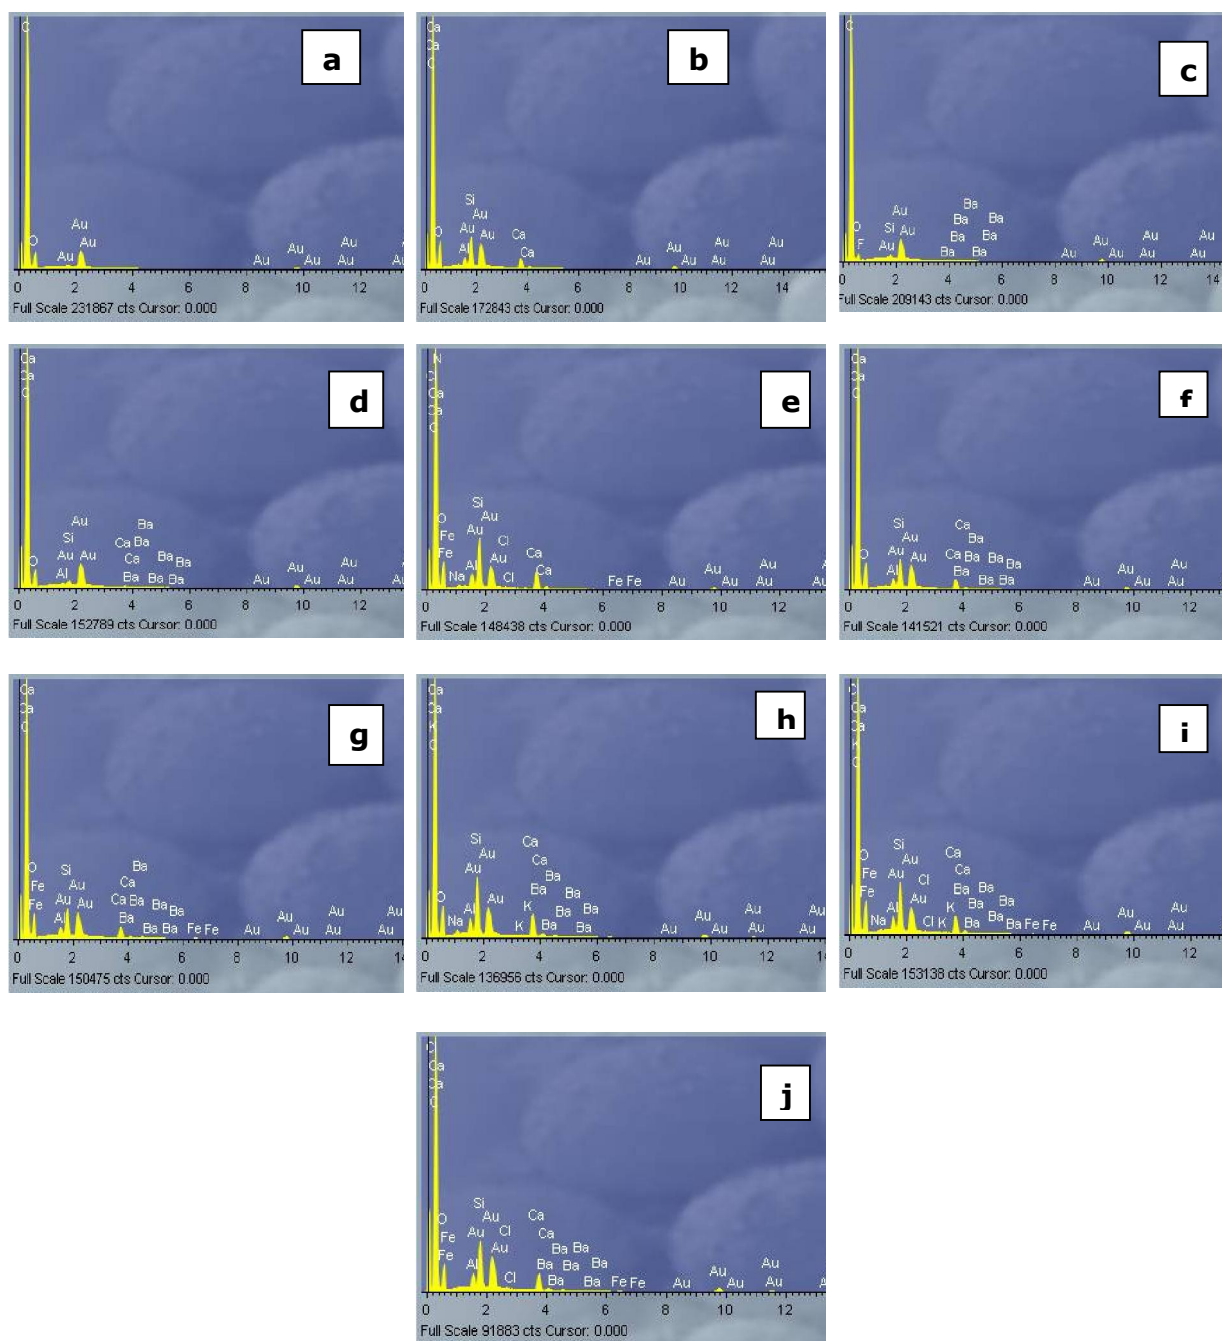 a
C
Au
O Au Au Au
Au Au
Au Au Au Au
0 2 4 6 8 10 12
Full Scale 231867 cts Cursor: 0.000
b
Ca
Ca
C
Si
Au
O Au Au Ca Au Au
Al Ca Au
Au Au Au Au
0 2 4 6 8 10 12 14
Full Scale 172843 cts Cursor: 0.000
c
C
Ba
Au Ba Ba
O Si Au Ba Ba
F Au Ba Ba Au Au Au
Au Au Au Au
0 2 4 6 8 10 12 14
Full Scale 209143 cts Cursor: 0.000
d
Ca
Ca
C
Au Ba
Si Ca Ba
O Au Au Ca Ba Ba Au Au
Al Ba Ba Ba Au Au Au Au
0 2 4 6 8 10 12
Full Scale 152789 cts Cursor: 0.000
e
N
Cl
Ca
Ca
C
Si
O Au
Fe Au Cl
Fe Au Ca
Na Al Cl Ca Fe Fe Au Au Au Au Au
0 2 4 6 8 10 12
Full Scale 148438 cts Cursor: 0.000
f
Ca
Ca
C
Si Ca
Au Ba
O Au Au Ca Ba Ba Ba
Al Ba Ba Ba Au Au Au Au Au
0 2 4 6 8 10 12
Full Scale 141521 cts Cursor: 0.000
g
Ca
Ca
C
O Si Ba
Fe Au Ca
Fe Au Au Ca Ba Ba Ba
Al Ba Ba Ba Fe Fe Au Au Au Au Au Au Au
0 2 4 6 8 10 12 14
Full Scale 150475 cts Cursor: 0.000
h
Ca
Ca
K
C
Si Ca
Au Ca
Au Ba
O Al Ba Ba
Na K Ba Ba
K Ba Ba Au Au Au Au Au Au
0 2 4 6 8 10 12
Full Scale 136956 cts Cursor: 0.000
i
Cl
Ca
Ca
K
C
O Si Ca
Fe Au Ca
Fe Au Cl Ba Ba
Al Au K Ba Ba Ba
Na Cl K Ba Ba Fe Fe Au Au Au Au Au
0 2 4 6 8 10 12
Full Scale 153138 cts Cursor: 0.000
j
Cl
Ca
Ca
C
Si
O Au Ca
Fe Au Cl Ca
Fe Au Ba Ba
Al Ba Ba Ba
Cl Ba Ba Fe Fe Au Au Au Au Au
0 2 4 6 8 10 12
Full Scale 91883 cts Cursor: 0.000